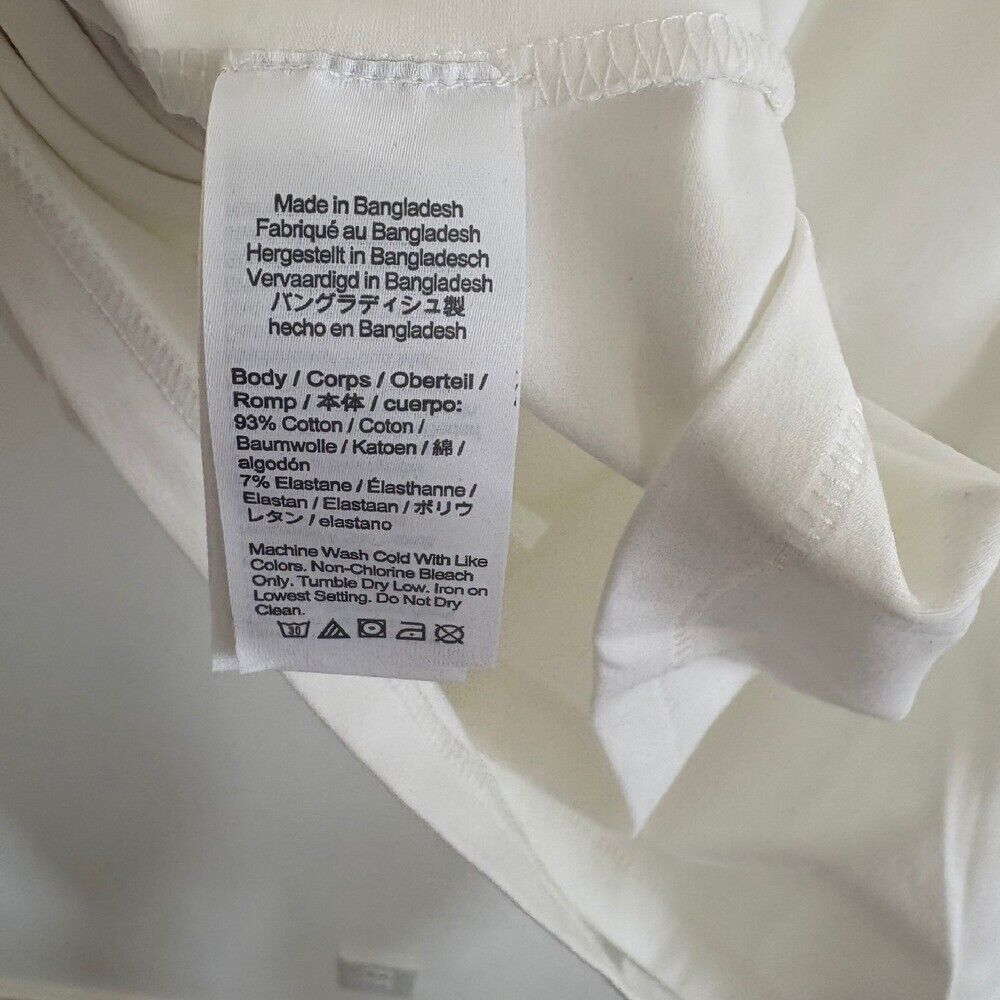 Made in Bangladesh
Fabriqué au Bangladesh
Hergestellt in Bangladesch
Vervaardigd in Bangladesh
バングラディシュ製
hecho en Bangladesh
Body / Corps / Oberteil /
Romp / 本体 / cuerpo:
93% Cotton / Coton /
Baumwolle / Katoen / 綿 /
algodón
7% Elastane / Élasthanne /
Elastan / Elastaan / ポリウ
レタン / elastano
Machine Wash Cold With Like
Colors. Non-Chlorine Bleach
Only. Tumble Dry Low. Iron on
Lowest Setting. Do Not Dry
Clean.
30